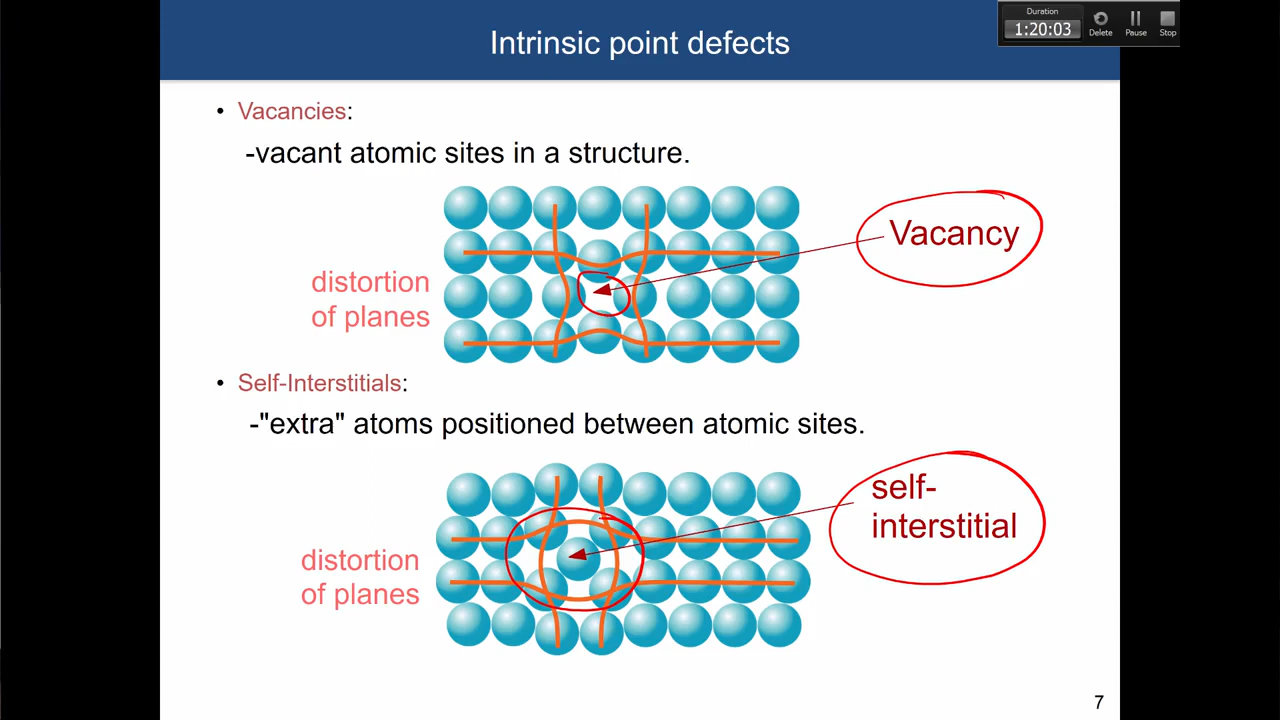 Intrinsic point defects
Duration
1:20:03
Delete
Pause
Stop
• Vacancies:
-vacant atomic sites in a structure.
Vacancy
distortion
of planes
• Self-Interstitials:
-"extra" atoms positioned between atomic sites.
self-
interstitial
distortion
of planes
7